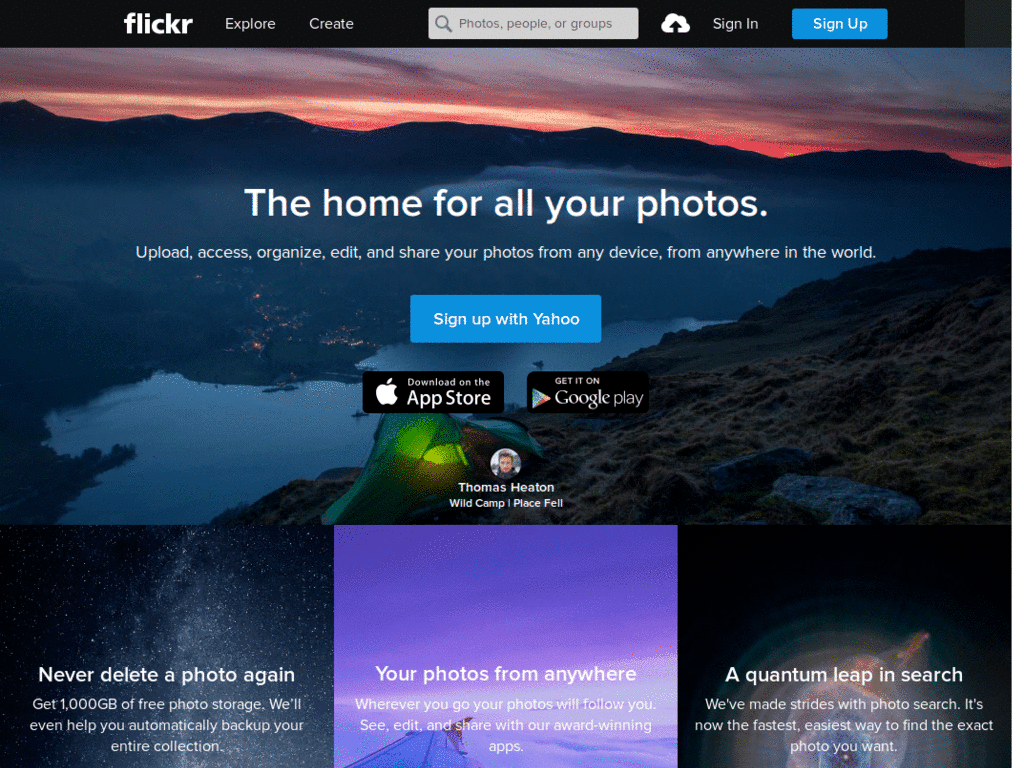 flickr Explore Create Photos, people, or groups Sign In Sign Up
The home for all your photos.
Upload, access, organize, edit, and share your photos from any device, from anywhere in the world.
Sign up with Yahoo
Download on the
App Store
GET IT ON
Google play
Thomas Heaton
Wild Camp | Place Fell
Never delete a photo again
Get 1,000GB of free photo storage. We'll
even help you automatically backup your
entire collection.
Your photos from anywhere
Wherever you go your photos will follow you.
See, edit, and share with our award-winning
apps.
A quantum leap in search
We've made strides with photo search. It's
now the fastest, easiest way to find the exact
photo you want.